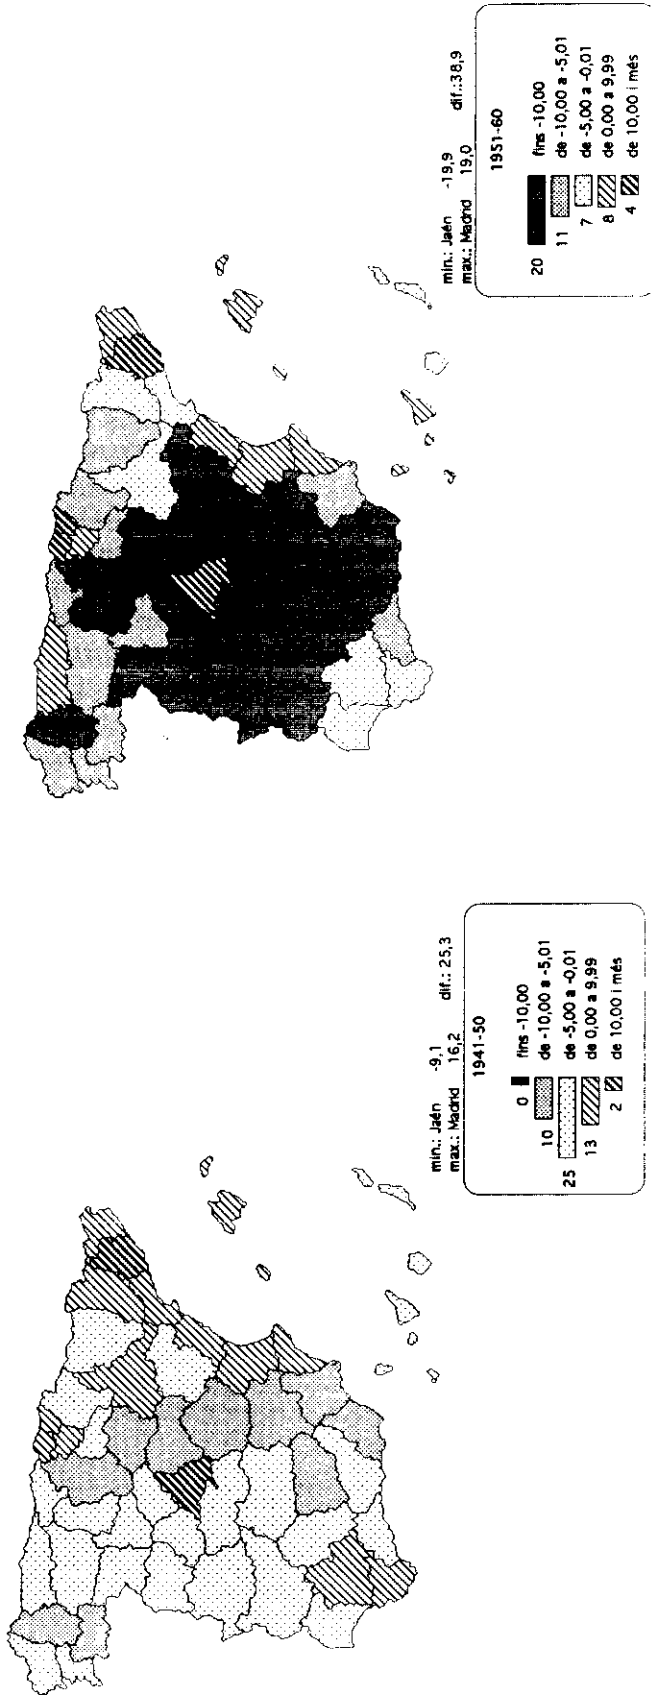 min.: Jaén -9,1
max.: Madrid 16,2 dif.: 25,3
1941-50
0 fins -10,00
10 de -10,00 a -5,01
25 de -5,00 a -0,01
13 de 0,00 a 9,99
2 de 10,00 i més
min.: Jaén -19,9
max.: Madrid 19,0 dif.:38,9
1951-60
20 fins -10,00
11 de -10,00 a -5,01
7 de -5,00 a -0,01
8 de 0,00 a 9,99
4 de 10,00 i més